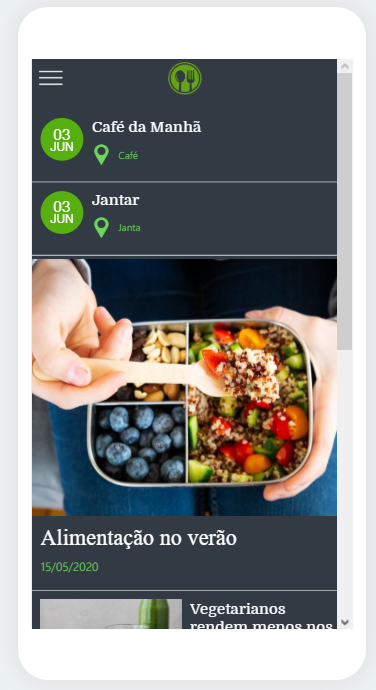 03
JUN
Café da Manhã
Café
03
JUN
Jantar
Janta
Alimentação no verão
15/05/2020
Vegetarianos
rendem menos nos